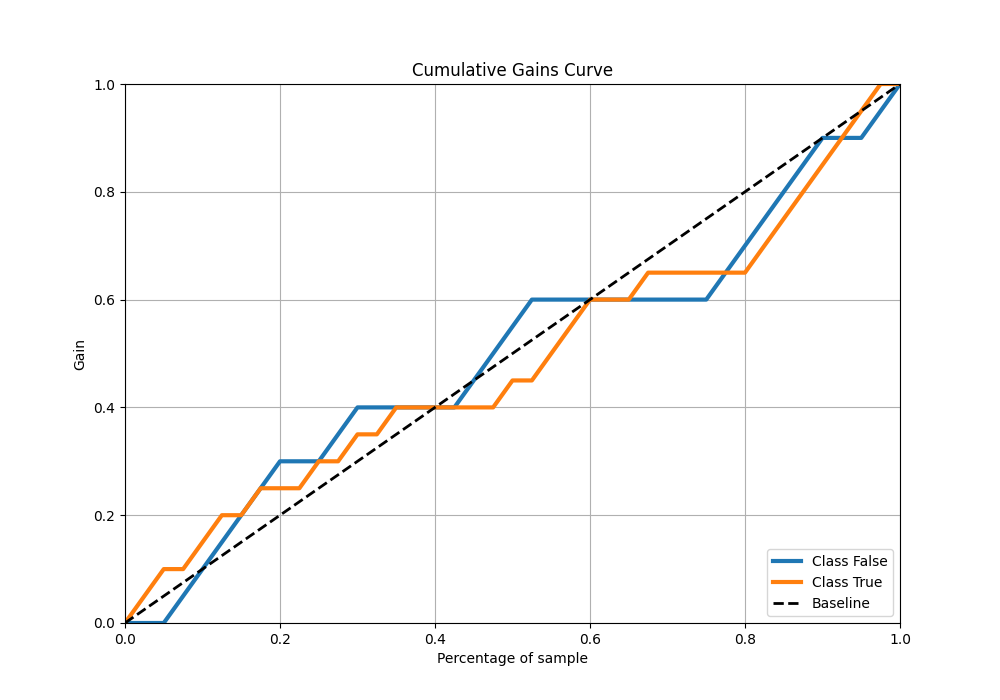 Cumulative Gains Curve
1.0
0.8
0.6
0.4
0.2
0.0
Gain
0.0 0.2 0.4 0.6 0.8 1.0
Percentage of sample
Class False
Class True
Baseline